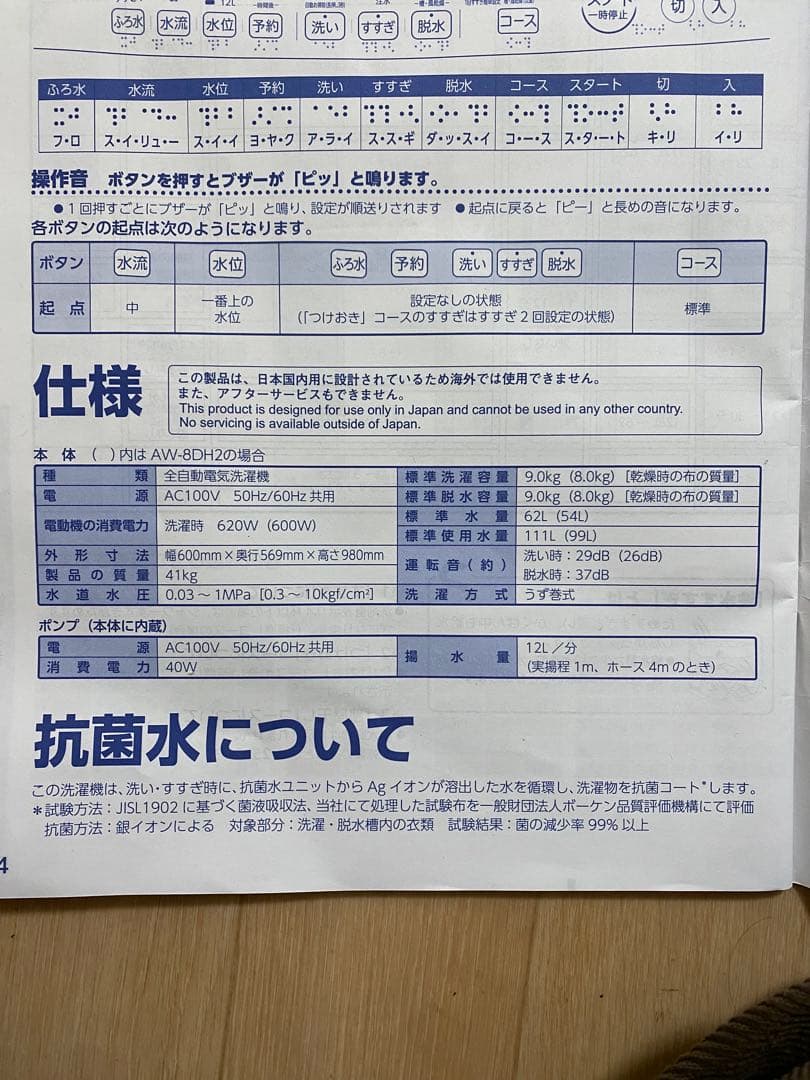 12L
ふろ水 水流 水位 予約 洗い すすぎ 脱水 コース 一時停止 切 入
ふろ水 水流 水位 予約 洗い すすぎ 脱水 コース スタート 切 入
フ・ロ ス・イ・リュ・ー ス・イ・イ ヨ・ヤ・ク ア・ラ・イ ス・ス・ギ ダ・ッ・ス・イ コ・ー・ス ス・タ・ー・ト キ・リ イ・リ
操作音 ボタンを押すとブザーが「ピッ」と鳴ります。
●1回押すごとにブザーが「ピッ」と鳴り、設定が順送りされます ●起点に戻ると「ピー」と長めの音になります。
各ボタンの起点は次のようになります。
ボタン 水流 水位 ふろ水 予約 洗い すすぎ 脱水 コース
起点 中 一番上の水位 設定なしの状態 標準
(「つけおき」コースのすすぎはすすぎ2回設定の状態)
仕様
この製品は、日本国内用に設計されているため海外では使用できません。
また、アフターサービスもできません。
This product is designed for use only in Japan and cannot be used in any other country.
No servicing is available outside of Japan.
本体 ( )内はAW-8DH2の場合
種類 全自動電気洗濯機 標準洗濯容量 9.0kg(8.0kg)[乾燥時の布の質量]
電源 AC100V 50Hz/60Hz共用 標準脱水容量 9.0kg(8.0kg)[乾燥時の布の質量]
電動機の消費電力 洗濯時 620W(600W) 標準水量 62L(54L)
標準使用水量 111L(99L)
外形寸法 幅600mm×奥行569mm×高さ980mm 運転音(約) 洗い時:29dB(26dB)
製品の質量 41kg 脱水時:37dB
水道水圧 0.03~1MPa[0.3~10kgf/cm²] 洗濯方式 うず巻式
ポンプ(本体に内蔵)
電源 AC100V 50Hz/60Hz共用 揚水量 12L/分
消費電力 40W (実揚程1m、ホース4mのとき)
抗菌水について
この洗濯機は、洗い・すすぎ時に、抗菌水ユニットからAgイオンが溶出した水を循環し、洗濯物を抗菌コート*します。
*試験方法:JISL1902に基づく菌液吸収法、当社にて処理した試験布を一般財団法人ボーケン品質評価機構にて評価
抗菌方法:銀イオンによる 対象部分:洗濯・脱水槽内の衣類 試験結果:菌の減少率99%以上
4